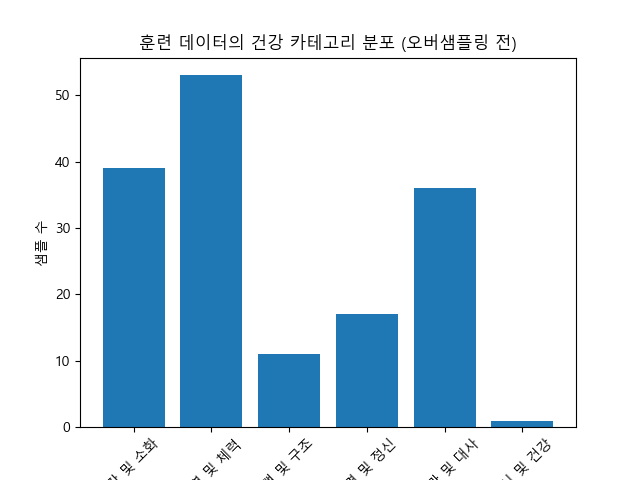 훈련 데이터의 건강 카테고리 분포 (오버샘플링 전)
샘플 수
50
40
30
20
10
0
및 소화
및 체력
및 구조
및 정신
및 대사
및 건강